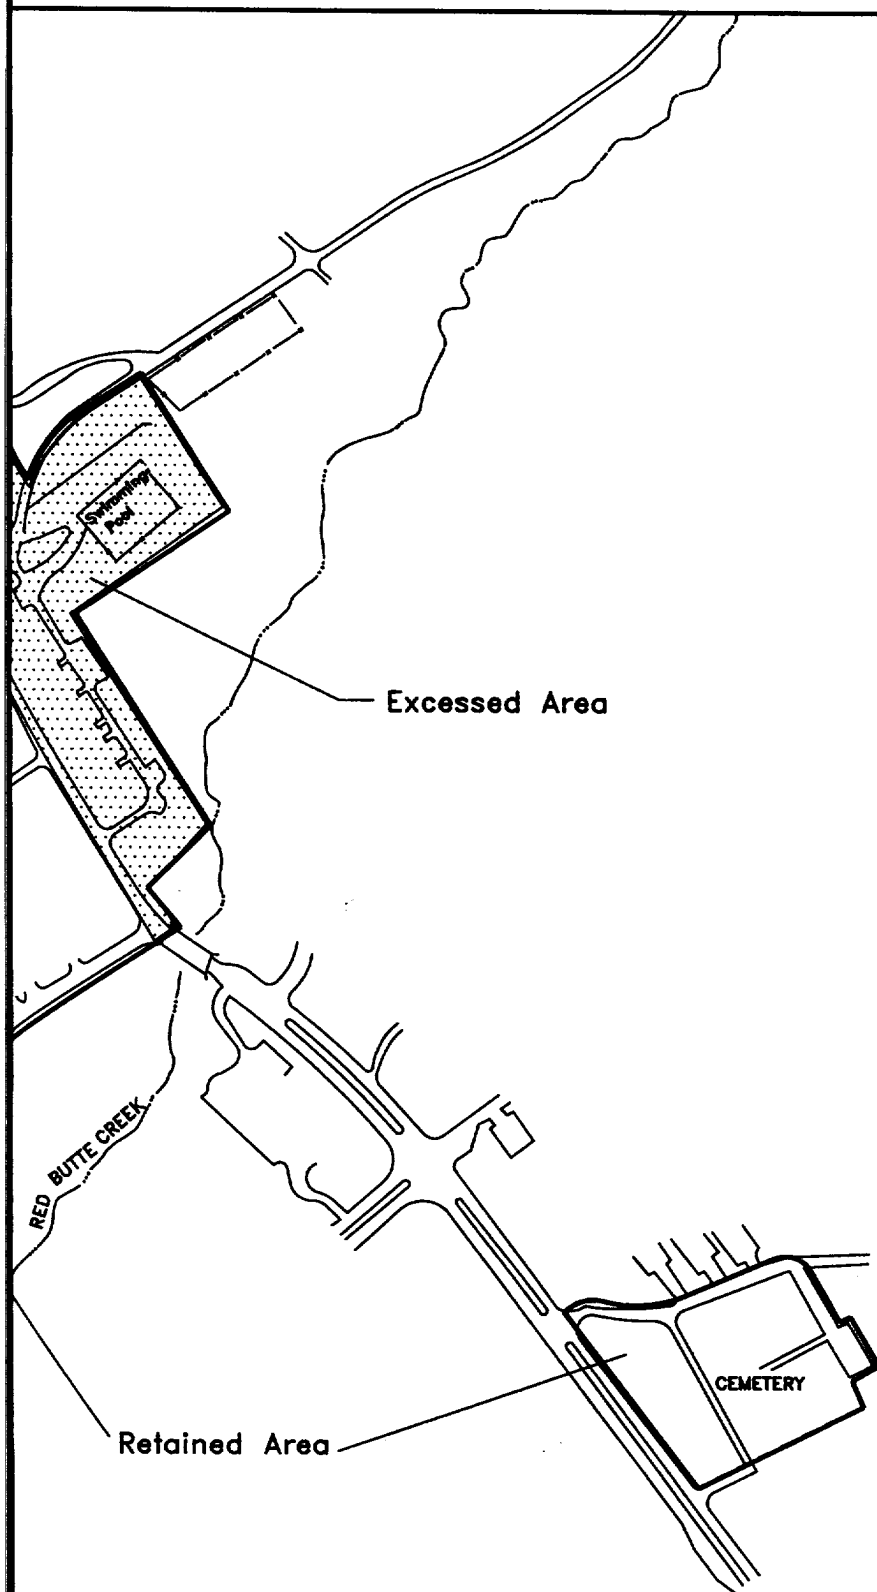 Swimming
Pool
Excessed Area
RED BUTTE CREEK
CEMETERY
Retained Area